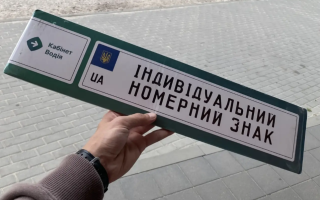 Кабінет
Водія
UA
ІНДИВІДУАЛЬНИЙ
НОМЕРНИЙ ЗНАК